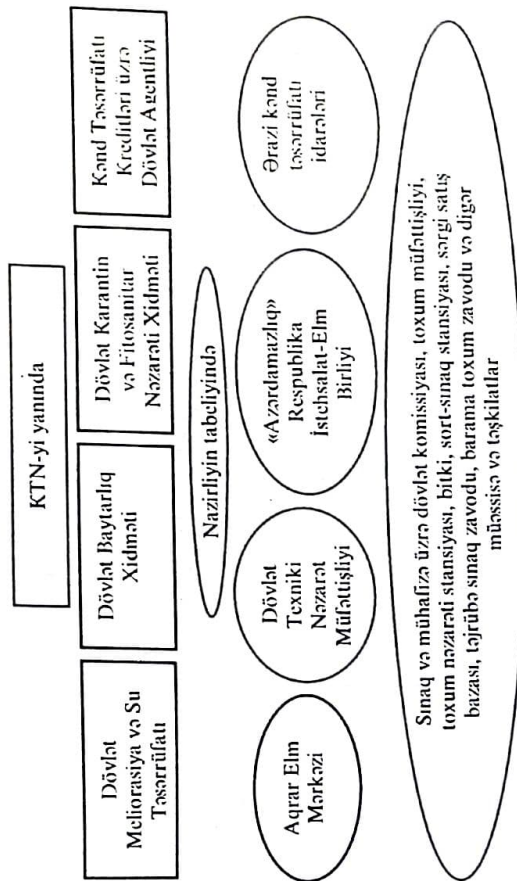 KTN-yi yanında
Dövlət
Meliorasiya və Su
Təsərrüfatı
Dövlət Baytarlıq
Xidməti
Dövlət Karantin
və Fitosanitar
Nəzarəti Xidməti
Kənd Təsərrüfatı
Kreditləri üzrə
Dövlət Agentliyi
Nazirliyin tabeliyində
Aqrar Elm
Mərkəzi
Dövlət
Texniki
Nəzarət
Müfəttişliyi
«Azərdamazlıq»
Respublika
İstehsalat-Elm
Birliyi
Ərazi kənd
təsərrüfatı
idarələri
Sınaq və mühafizə üzrə dövlət komissiyası, toxum müfəttişliyi,
toxum nəzarəti stansiyası, bitki, sort-sınaq stansiyası, sərgi satış
bazası, təjrübə sınaq zavodu, barama toxum zavodu və digər
müəssisə və təşkilatlar